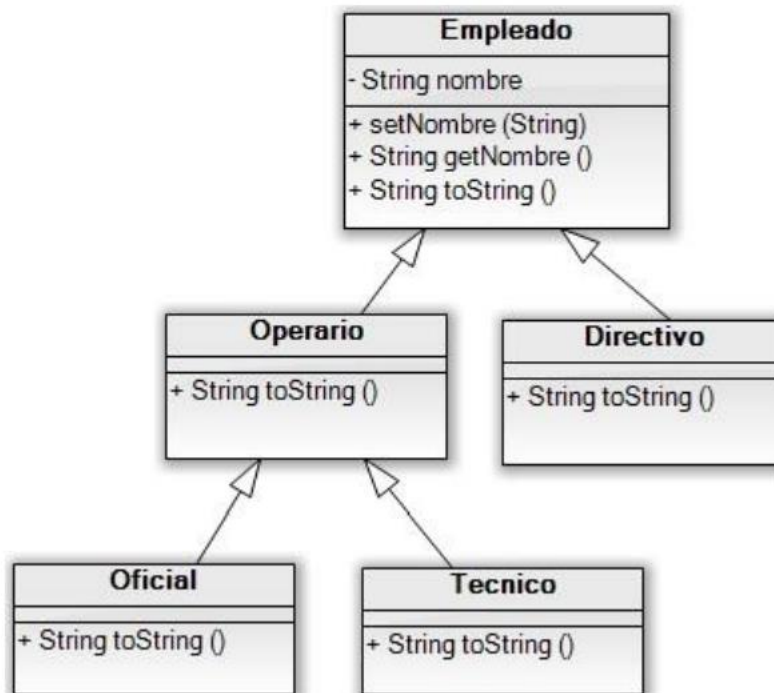 Empleado
- String nombre
+ setNombre (String)
+ String getNombre ()
+ String toString ()
Operario
+ String toString ()
Directivo
+ String toString ()
Oficial
+ String toString ()
Tecnico
+ String toString ()